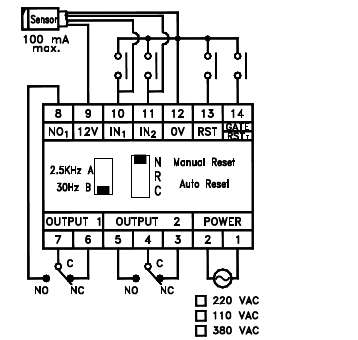 Sensor
100 mA
max.
8 9 10 11 12 13 14
NO1 12V IN1 IN2 0V RST GATE
RST T
2.5KHz A
30Hz B
N
R
C
Manual Reset
Auto Reset
OUTPUT 1 OUTPUT 2 POWER
7 6 5 4 3 2 1
C C
NO NC NO NC
220 VAC
110 VAC
380 VAC